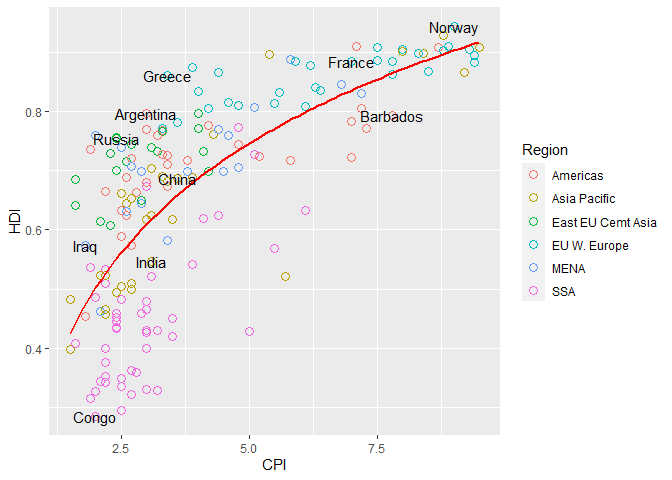 Norway
France
Greece
Argentina
Barbados
Russia
China
Iraq
India
Congo
0.8
0.6
0.4
HDI
2.5 5.0 7.5
CPI
Region
Americas
Asia Pacific
East EU Cemt Asia
EU W. Europe
MENA
SSA